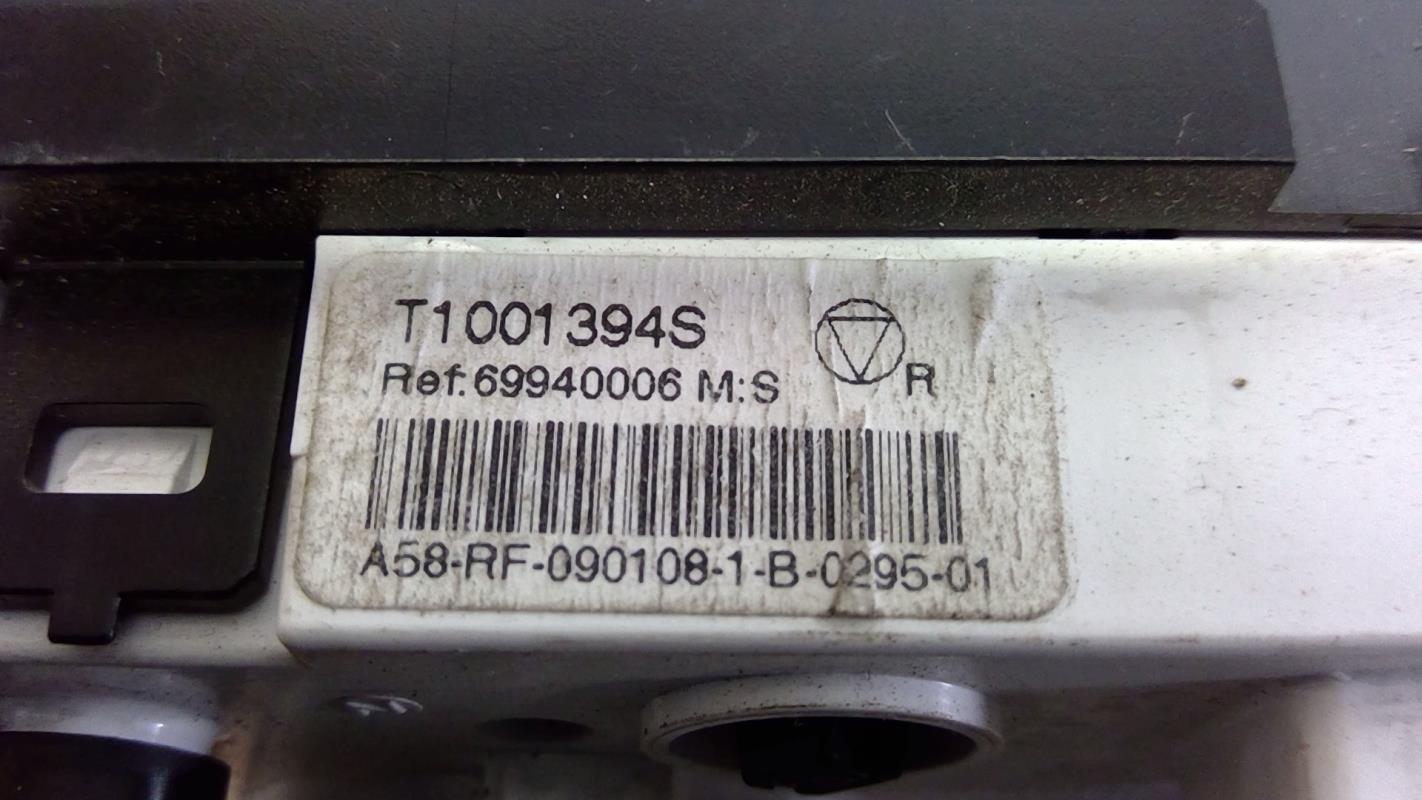 T1001394S
Ref:69940006 M:S
R
A58-RF-090108-1-B-0295-01